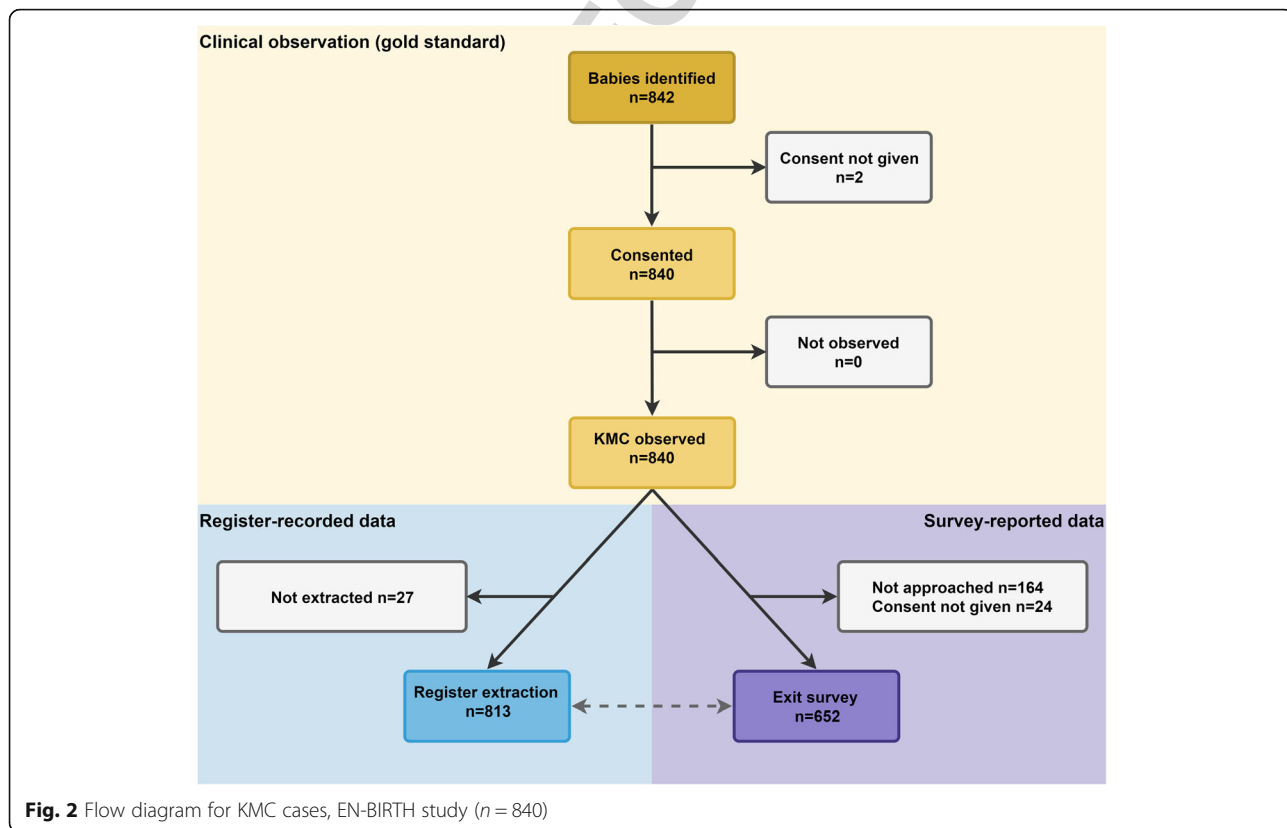 Clinical observation (gold standard)
Babies identified
n=842
Consent not given
n=2
Consented
n=840
Not observed
n=0
KMC observed
n=840
Register-recorded data
Survey-reported data
Not extracted n=27
Not approached n=164
Consent not given n=24
Register extraction
n=813
Exit survey
n=652
Fig. 2 Flow diagram for KMC cases, EN-BIRTH study (n = 840)